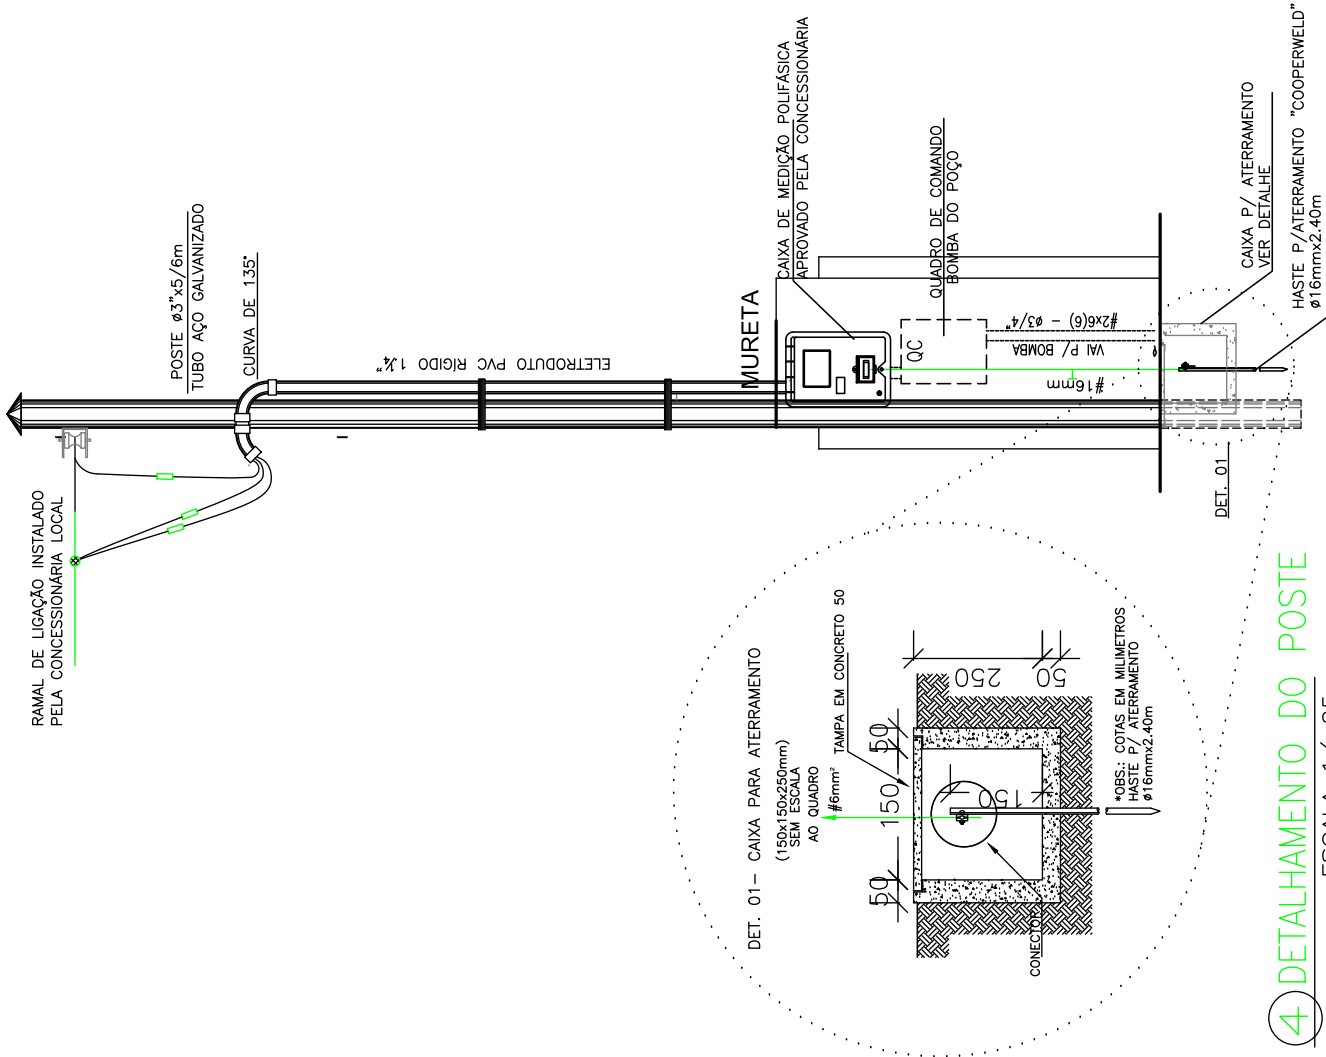 RAMAL DE LIGAÇÃO INSTALADO
PELA CONCESSIONÁRIA LOCAL
POSTE ø3"x5/6m
TUBO AÇO GALVANIZADO
CURVA DE 135°
ELETRODUTO PVC RÍGIDO 1 ¼"
MURETA
CAIXA DE MEDIÇÃO POLIFÁSICA
APROVADO PELA CONCESSIONÁRIA
QUADRO DE COMANDO
BOMBA DO POÇO
QC
#2x6(6) - ø3/4"
VAI P/ BOMBA
#16mm
CAIXA P/ ATERRAMENTO
VER DETALHE
HASTE P/ATERRAMENTO "COOPERWELD"
ø16mmx2.40m
DET. 01
DET. 01- CAIXA PARA ATERRAMENTO
(150x150x250mm)
SEM ESCALA
AO QUADRO
#6mm²
TAMPA EM CONCRETO 50
50
150
50
250
50
150
CONECTOR
*OBS.: COTAS EM MILIMETROS
HASTE P/ ATERRAMENTO
ø16mmx2.40m
4 DETALHAMENTO DO POSTE